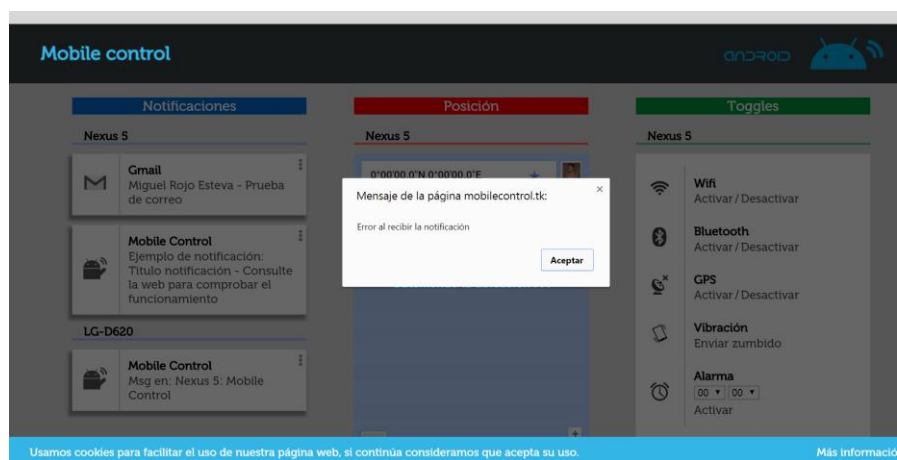 Mobile control
ANDROID
Notificaciones
Nexus 5
Gmail
Miguel Rojo Esteva - Prueba
de correo
Mobile Control
Ejemplo de notificación:
Titulo notificación - Consulte
la web para comprobar el
funcionamiento
LG-D620
Mobile Control
Msg en: Nexus 5: Mobile
Control
Posición
Nexus 5
0°00'00.0"N 0°00'00.0"E
Mensaje de la página mobilecontrol.tk:
×
Error al recibir la notificación
Aceptar
+
Toggles
Nexus 5
Wifi
Activar / Desactivar
Bluetooth
Activar / Desactivar
GPS
Activar / Desactivar
Vibración
Enviar zumbido
Alarma
00 00
Activar
Usamos cookies para facilitar el uso de nuestra página web, si continúa consideramos que acepta su uso.
Más informació